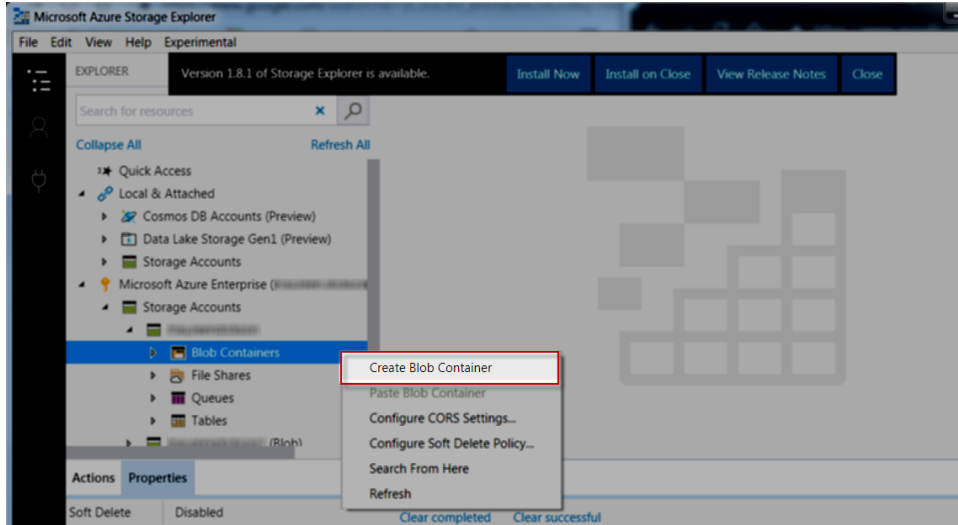 Microsoft Azure Storage Explorer
File Edit View Help Experimental
EXPLORER
Version 1.8.1 of Storage Explorer is available.
Install Now
Install on Close
View Release Notes
Close
Search for resources
Collapse All
Refresh All
Quick Access
Local & Attached
Cosmos DB Accounts (Preview)
Data Lake Storage Gen1 (Preview)
Storage Accounts
Microsoft Azure Enterprise (
Storage Accounts
Blob Containers
File Shares
Queues
Tables
(Blob)
Create Blob Container
Paste Blob Container
Configure CORS Settings...
Configure Soft Delete Policy...
Search From Here
Refresh
Actions Properties
Soft Delete Disabled
Clear completed Clear successful